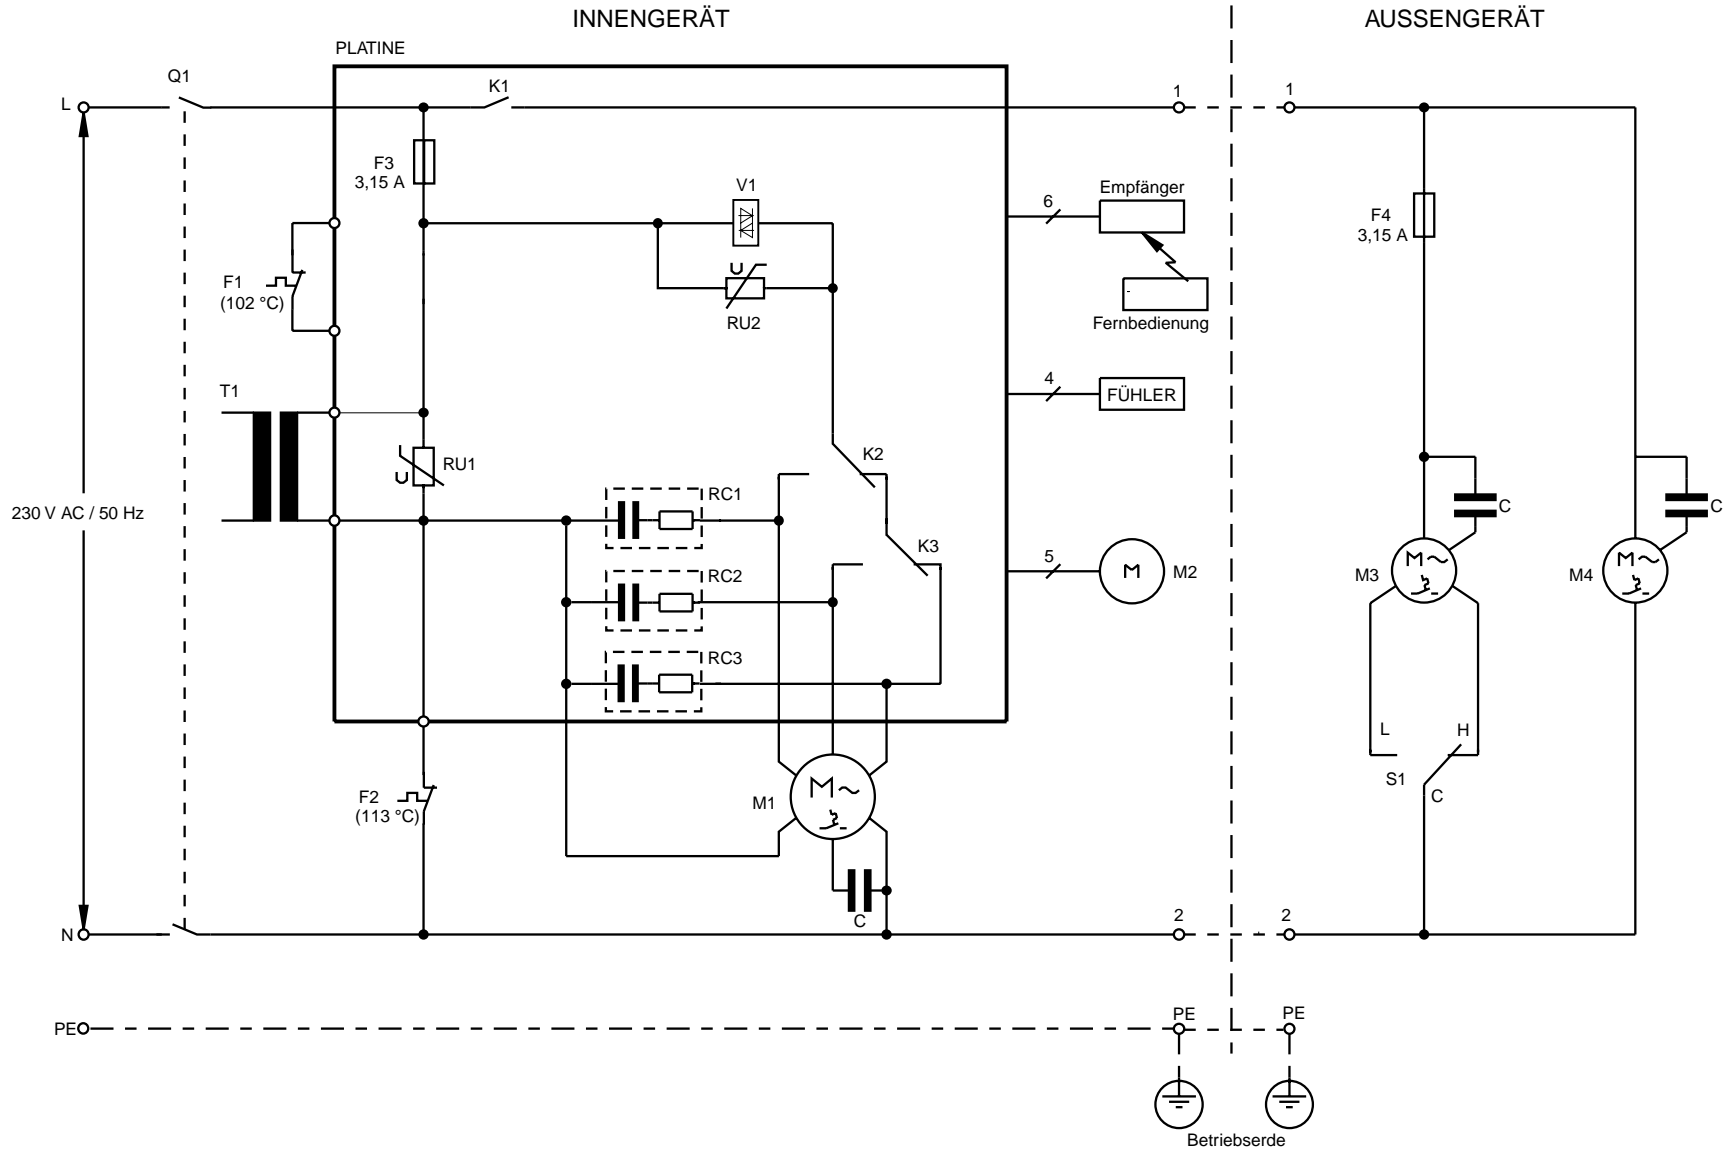 INNENGERÄT
AUSSENGERÄT
PLATINE
Q1
K1
1
1
L
F3
3,15 A
V1
6
Empfänger
F4
3,15 A
F1
(102 °C)
U
RU2
-
Fernbedienung
T1
4
FÜHLER
K2
U
RU1
RC1
230 V AC / 50 Hz
C
C
K3
5
M
M2
M3
M~
M4
M~
RC2
RC3
L
H
S1
C
F2
(113 °C)
M1
M~
C
N
2
2
PE
PE
PE
Betriebserde